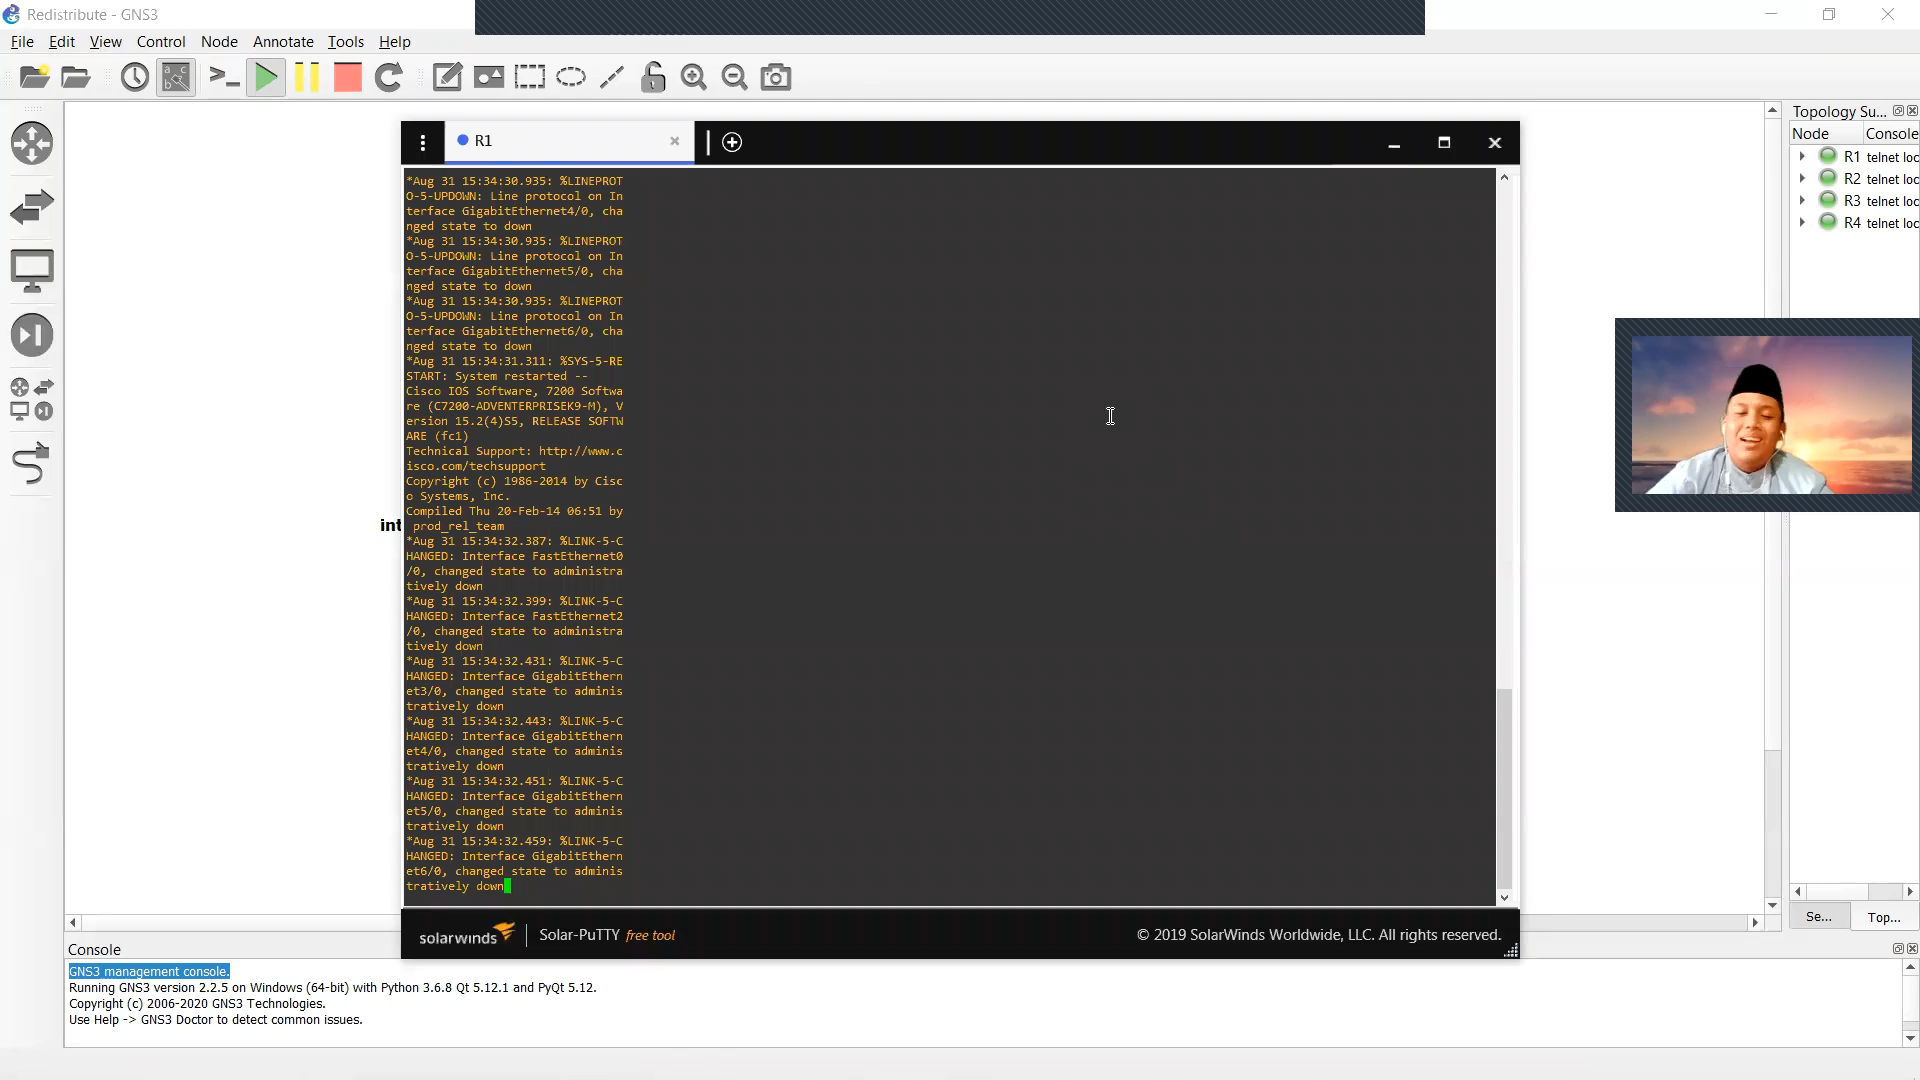 Redistribute - GNS3
File Edit View Control Node Annotate Tools Help
R1
*Aug 31 15:34:30.935: %LINEPROT
O-5-UPDOWN: Line protocol on In
terface GigabitEthernet4/0, cha
nged state to down
*Aug 31 15:34:30.935: %LINEPROT
O-5-UPDOWN: Line protocol on In
terface GigabitEthernet5/0, cha
nged state to down
*Aug 31 15:34:30.935: %LINEPROT
O-5-UPDOWN: Line protocol on In
terface GigabitEthernet6/0, cha
nged state to down
*Aug 31 15:34:31.311: %SYS-5-RE
START: System restarted --
Cisco IOS Software, 7200 Softwa
re (C7200-ADVENTERPRISEK9-M), V
ersion 15.2(4)S5, RELEASE SOFTW
ARE (fc1)
Technical Support: http://www.c
isco.com/techsupport
Copyright (c) 1986-2014 by Cisc
o Systems, Inc.
Compiled Thu 20-Feb-14 06:51 by
prod_rel_team
*Aug 31 15:34:32.387: %LINK-5-C
HANGED: Interface FastEthernet0
/0, changed state to administra
tively down
*Aug 31 15:34:32.399: %LINK-5-C
HANGED: Interface FastEthernet2
/0, changed state to administra
tively down
*Aug 31 15:34:32.431: %LINK-5-C
HANGED: Interface GigabitEthern
et3/0, changed state to adminis
tratively down
*Aug 31 15:34:32.443: %LINK-5-C
HANGED: Interface GigabitEthern
et4/0, changed state to adminis
tratively down
*Aug 31 15:34:32.451: %LINK-5-C
HANGED: Interface GigabitEthern
et5/0, changed state to adminis
tratively down
*Aug 31 15:34:32.459: %LINK-5-C
HANGED: Interface GigabitEthern
et6/0, changed state to adminis
tratively down
int
solarwinds Solar-PuTTY free tool
© 2019 SolarWinds Worldwide, LLC. All rights reserved.
Topology Su...
Node Console
R1 telnet loc
R2 telnet loc
R3 telnet loc
R4 telnet loc
Se... Top...
Console
GNS3 management console.
Running GNS3 version 2.2.5 on Windows (64-bit) with Python 3.6.8 Qt 5.12.1 and PyQt 5.12.
Copyright (c) 2006-2020 GNS3 Technologies.
Use Help -> GNS3 Doctor to detect common issues.